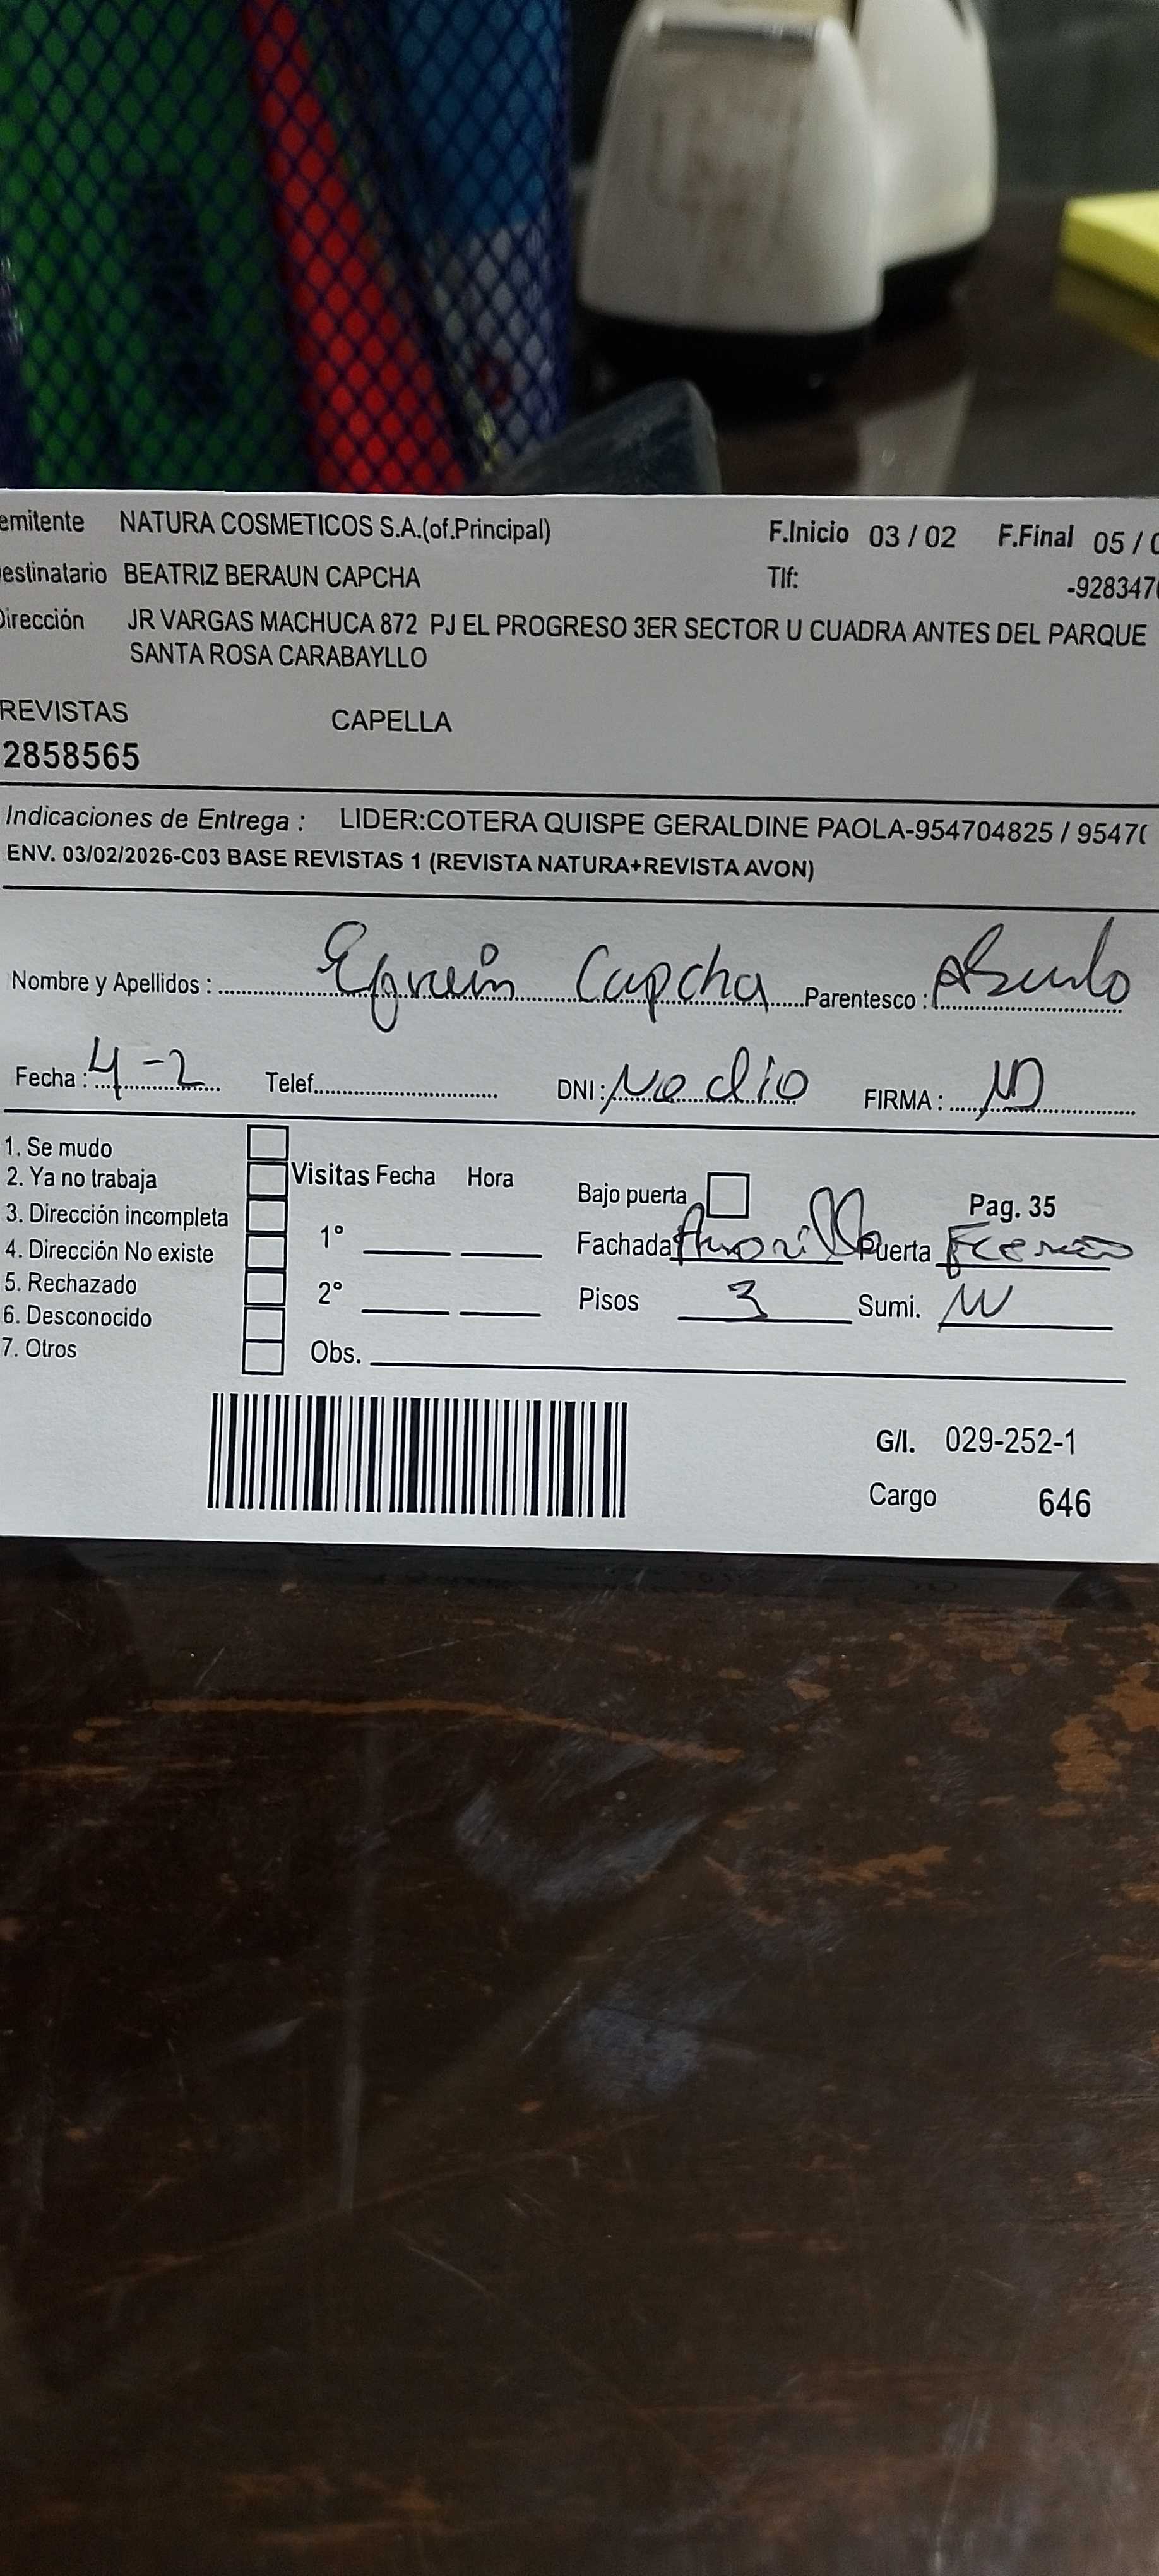 emitente NATURA COSMETICOS S.A.(of.Principal) F.Inicio 03 / 02 F.Final 05 / 0
estinatario BEATRIZ BERAUN CAPCHA Tlf: -928347
Dirección JR VARGAS MACHUCA 872 PJ EL PROGRESO 3ER SECTOR U CUADRA ANTES DEL PARQUE
SANTA ROSA CARABAYLLO
REVISTAS CAPELLA
2858565
Indicaciones de Entrega : LIDER:COTERA QUISPE GERALDINE PAOLA-954704825 / 9547
ENV. 03/02/2026-C03 BASE REVISTAS 1 (REVISTA NATURA+REVISTA AVON)
Nombre y Apellidos : Efraín Capcha Parentesco :
Fecha : 4-2 Telef. DNI : No dio FIRMA :
1. Se mudo
2. Ya no trabaja Visitas Fecha Hora Bajo puerta Pag. 35
3. Dirección incompleta 1° Fachada Amarilla Puerta
4. Dirección No existe
5. Rechazado 2° Pisos 3 Sumi.
6. Desconocido
7. Otros Obs.
G/I. 029-252-1
Cargo 646